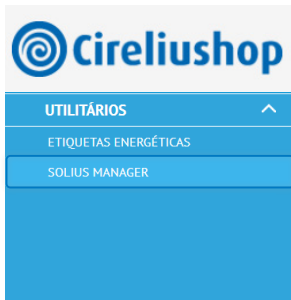 Cireliushop
UTILITÁRIOS
ETIQUETAS ENERGÉTICAS
SOLIUS MANAGER